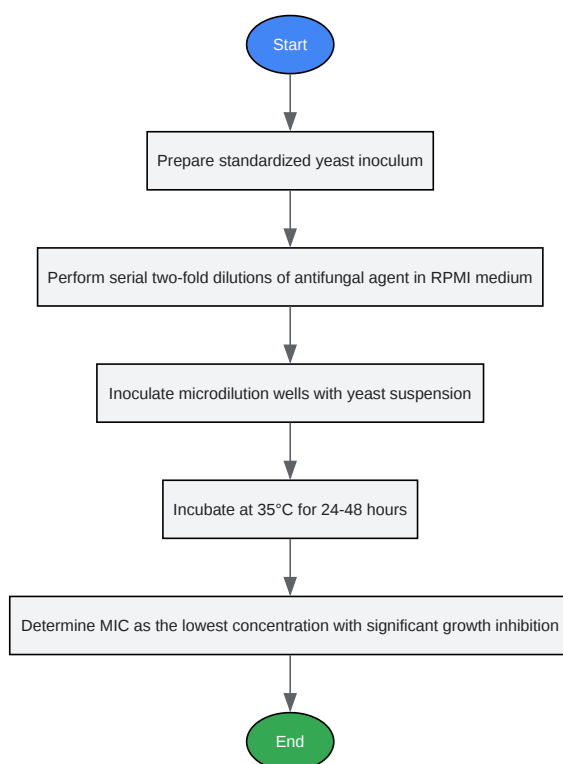 Start
Prepare standardized yeast inoculum
Perform serial two-fold dilutions of antifungal agent in RPMI medium
Inoculate microdilution wells with yeast suspension
Incubate at 35°C for 24-48 hours
Determine MIC as the lowest concentration with significant growth inhibition
End